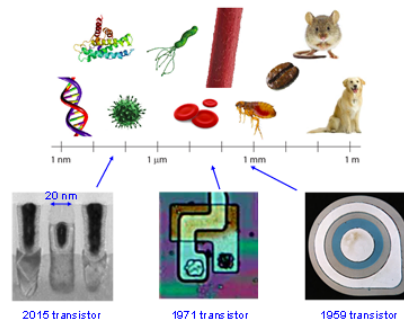 1 nm
1 µm
1 mm
1 m
20 nm
2015 transistor
1971 transistor
1959 transistor